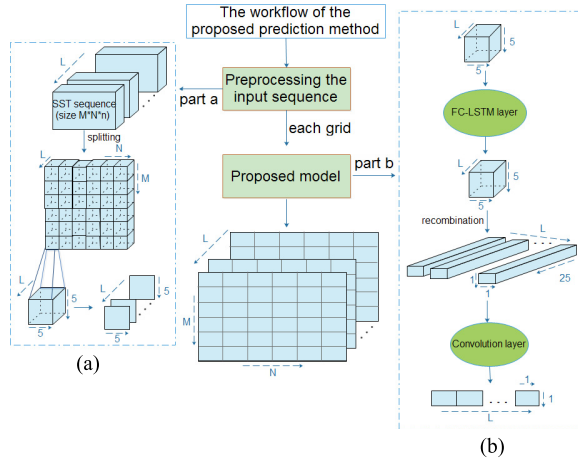 The workflow of the
proposed prediction method
Preprocessing the
input sequence
part a
each grid
Proposed model
part b
L
M
N
L
SST sequence
(size M*N*n)
splitting
N
L
M
L
5
5
L
5
5
(a)
L
5
5
FC-LSTM layer
L
5
5
recombination
L
25
1
1
Convolution layer
1
1
L
(b)